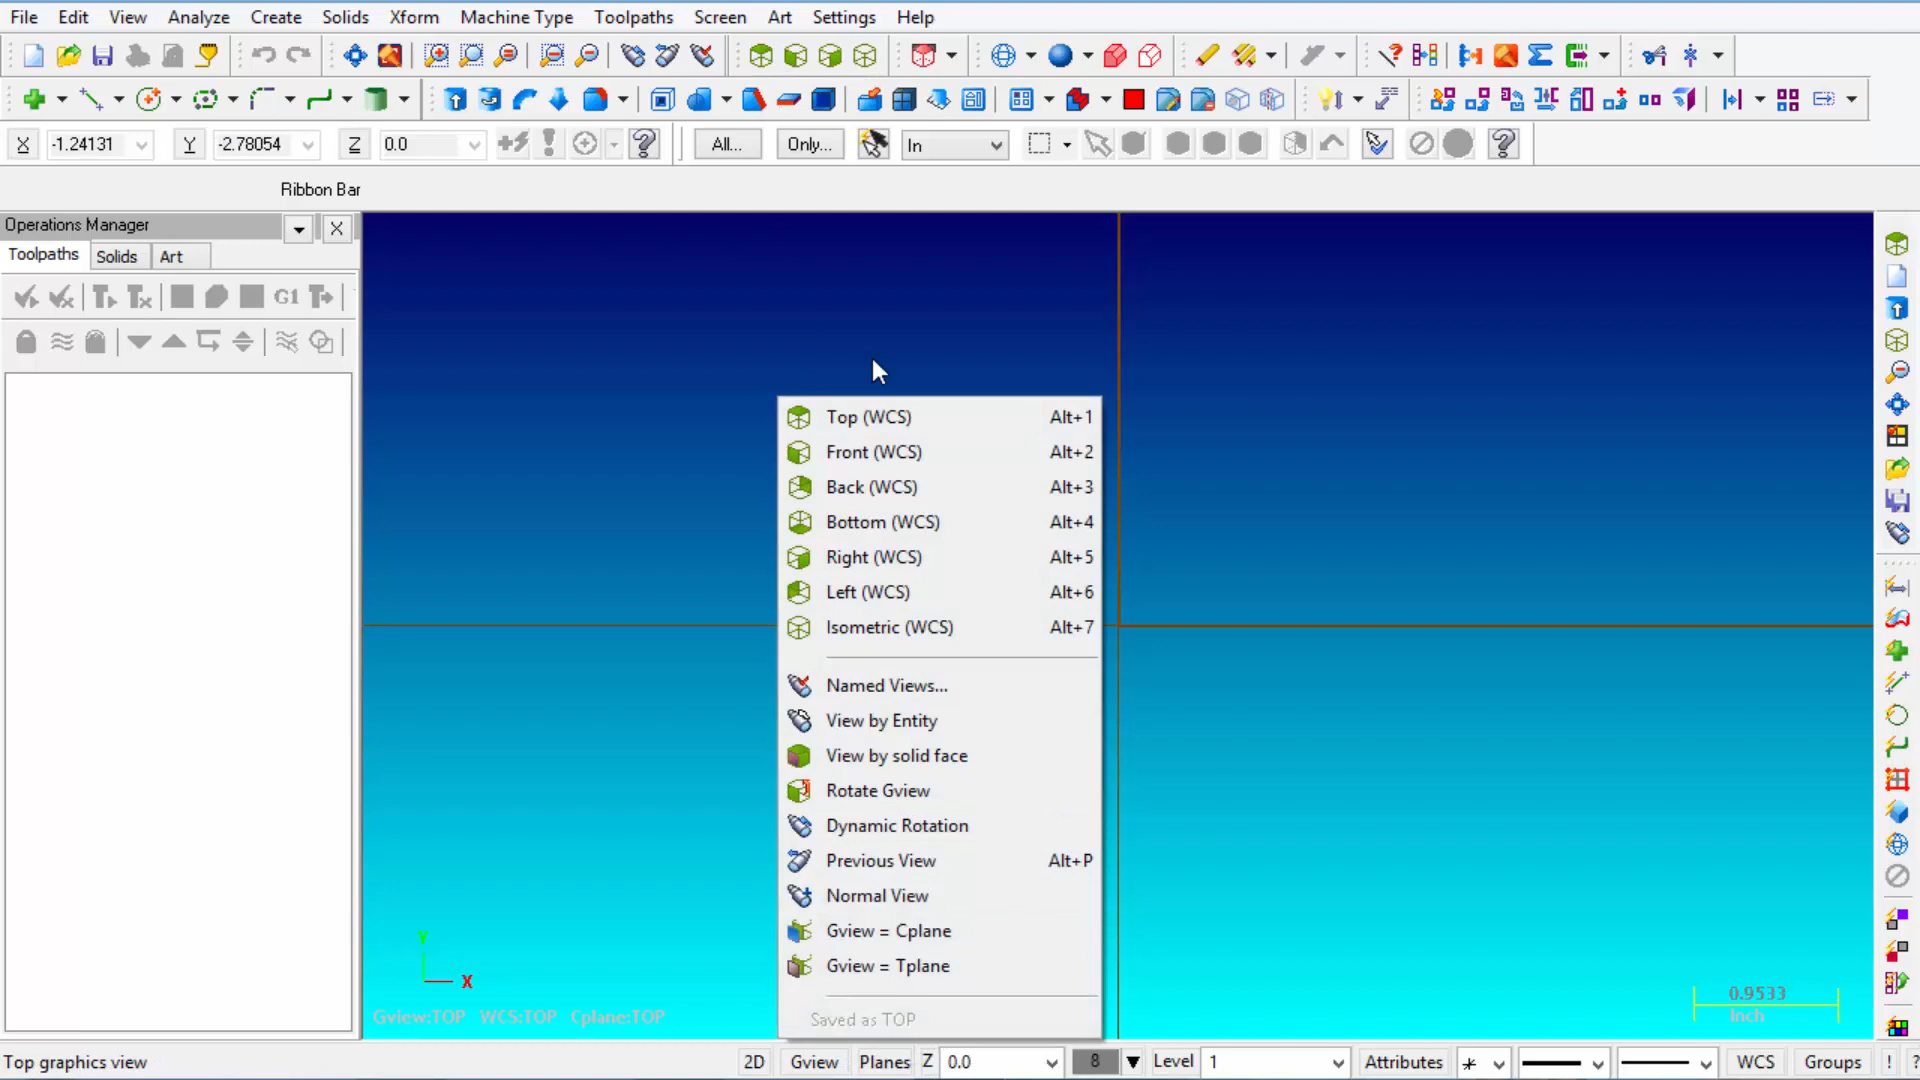 File Edit View Analyze Create Solids Xform Machine Type Toolpaths Screen Art Settings Help
X -1.24131 Y -2.78054 Z 0.0 All... Only... In
Ribbon Bar
Operations Manager X
Toolpaths Solids Art
G1
Top (WCS) Alt+1
Front (WCS) Alt+2
Back (WCS) Alt+3
Bottom (WCS) Alt+4
Right (WCS) Alt+5
Left (WCS) Alt+6
Isometric (WCS) Alt+7
Named Views...
View by Entity
View by solid face
Rotate Gview
Dynamic Rotation
Previous View Alt+P
Normal View
Gview = Cplane
Gview = Tplane
Saved as TOP
Y
X
Gview:TOP WCS:TOP Cplane:TOP
0.9533
Inch
Top graphics view 2D Gview Planes Z 0.0 8 Level 1 Attributes WCS Groups ! ?